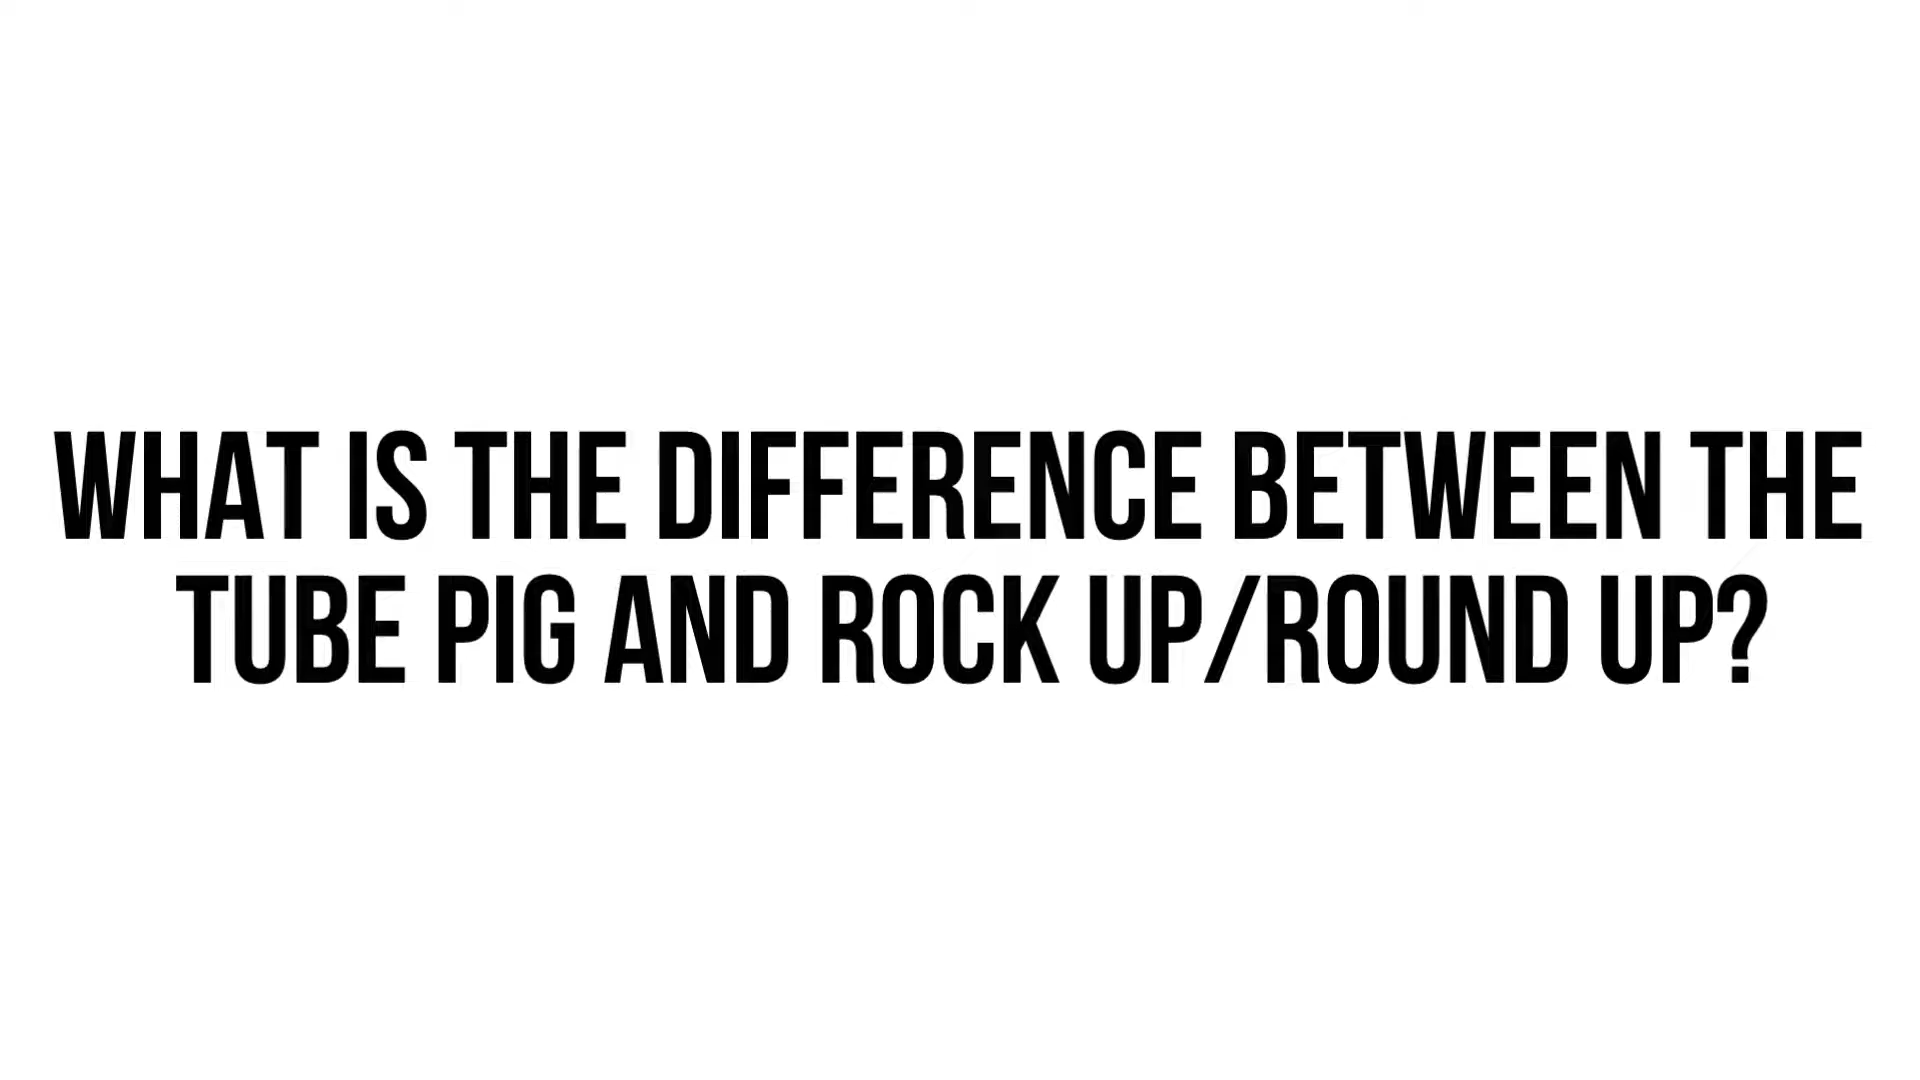 WHAT IS THE DIFFERENCE BETWEEN THE
TUBE PIG AND ROCK UP/ROUND UP?